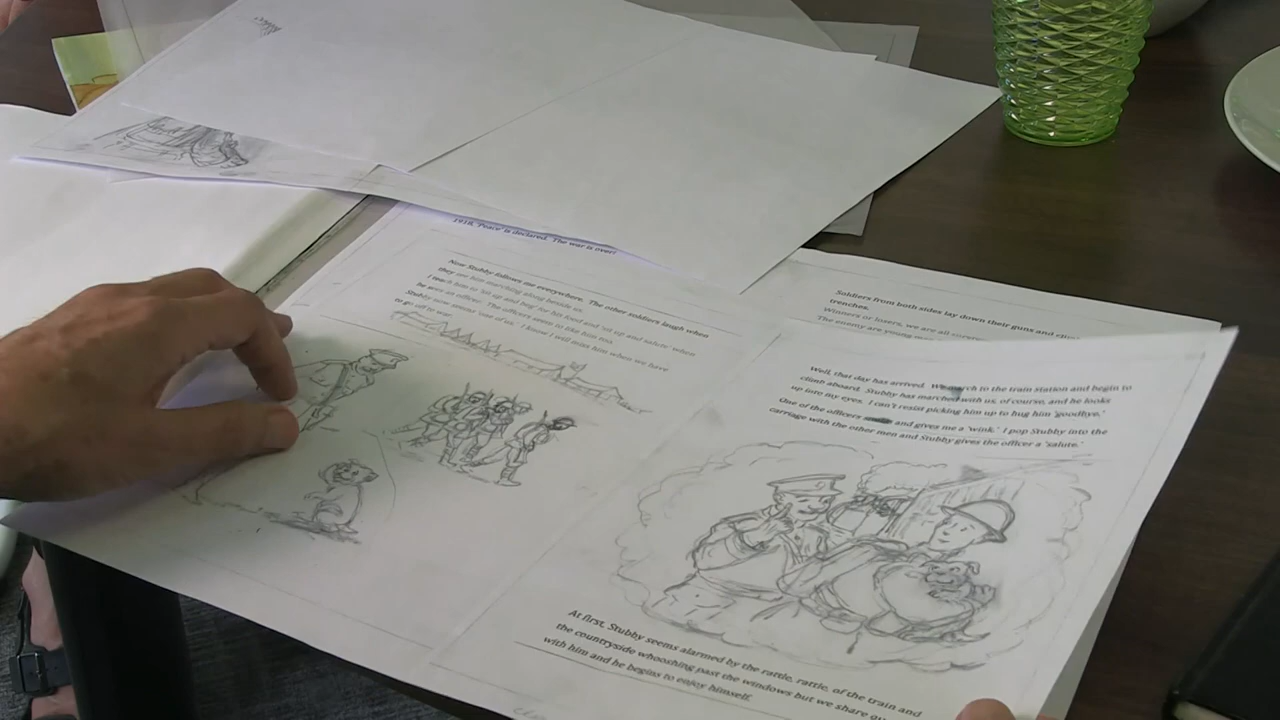 1918, 'Peace' is declared. The war is over!
Now Stubby follows me everywhere. The other soldiers laugh when
they see him marching along beside us.
I teach him to 'sit up and beg' for his food and 'sit up and salute' when
he sees an officer. The officers seem to like him too.
Stubby now seems 'one of us.' I know I will miss him when we have
to go off to war.
Soldiers from both sides lay down their guns and
trenches.
Winners or losers, we are all
The enemy are young
Well, that day has arrived. We march to the train station and begin to
climb aboard. Stubby has marched with us, of course, and he looks
up into my eyes. I can't resist picking him up to hug him 'goodbye.'
One of the officers and gives me a 'wink.' I pop Stubby into the
carriage with the other men and Stubby gives the officer a 'salute.'
At first, Stubby seems alarmed by the rattle, rattle, of the train and
the countryside whooshing past the windows but we share
with him and he begins to enjoy himself.